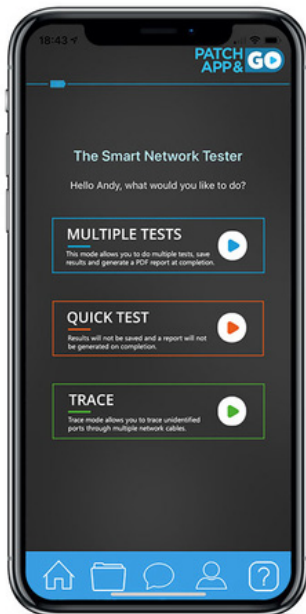 18:43
PATCH
APP& GO
The Smart Network Tester
Hello Andy, what would you like to do?
MULTIPLE TESTS
This mode allows you to do multiple tests, save
results and generate a PDF report at completion.
QUICK TEST
Results will not be saved and a report will not
be generated on completion.
TRACE
Trace mode allows you to trace unidentified
ports through multiple network cables.
?